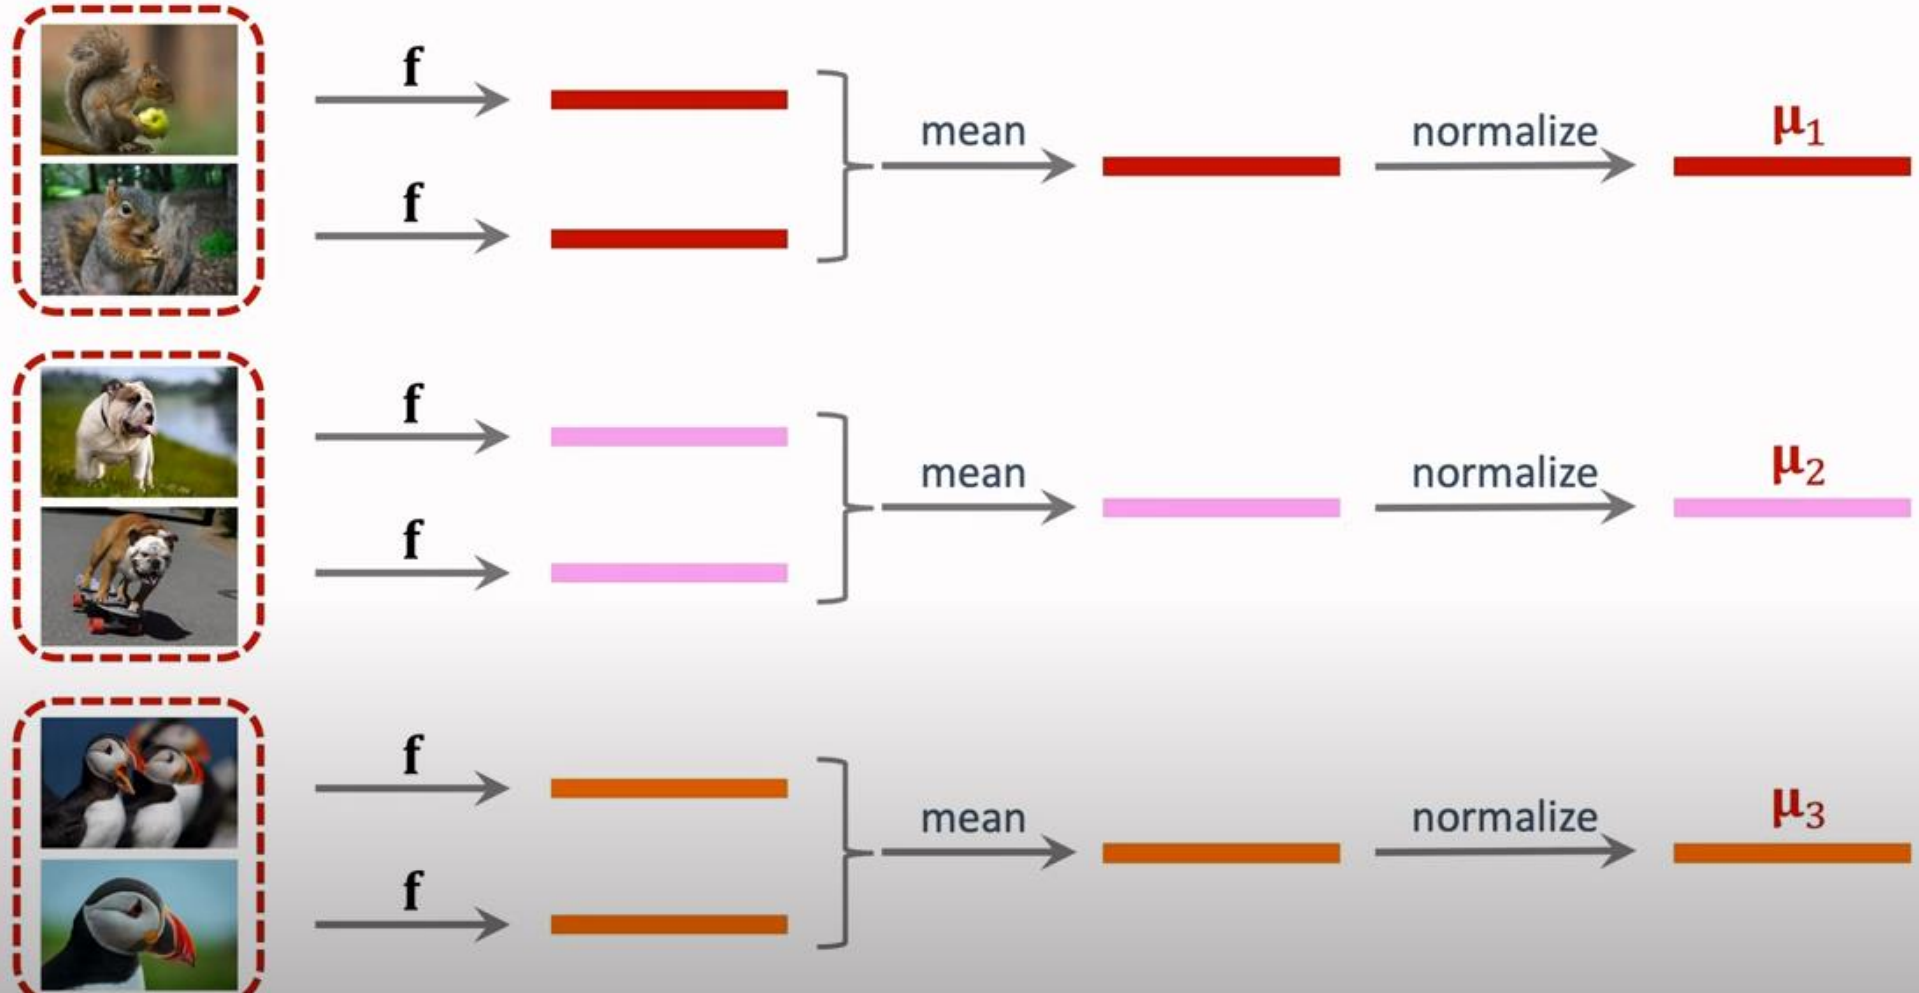 f
mean
normalize
μ1
f
f
mean
normalize
μ2
f
f
mean
normalize
μ3
f